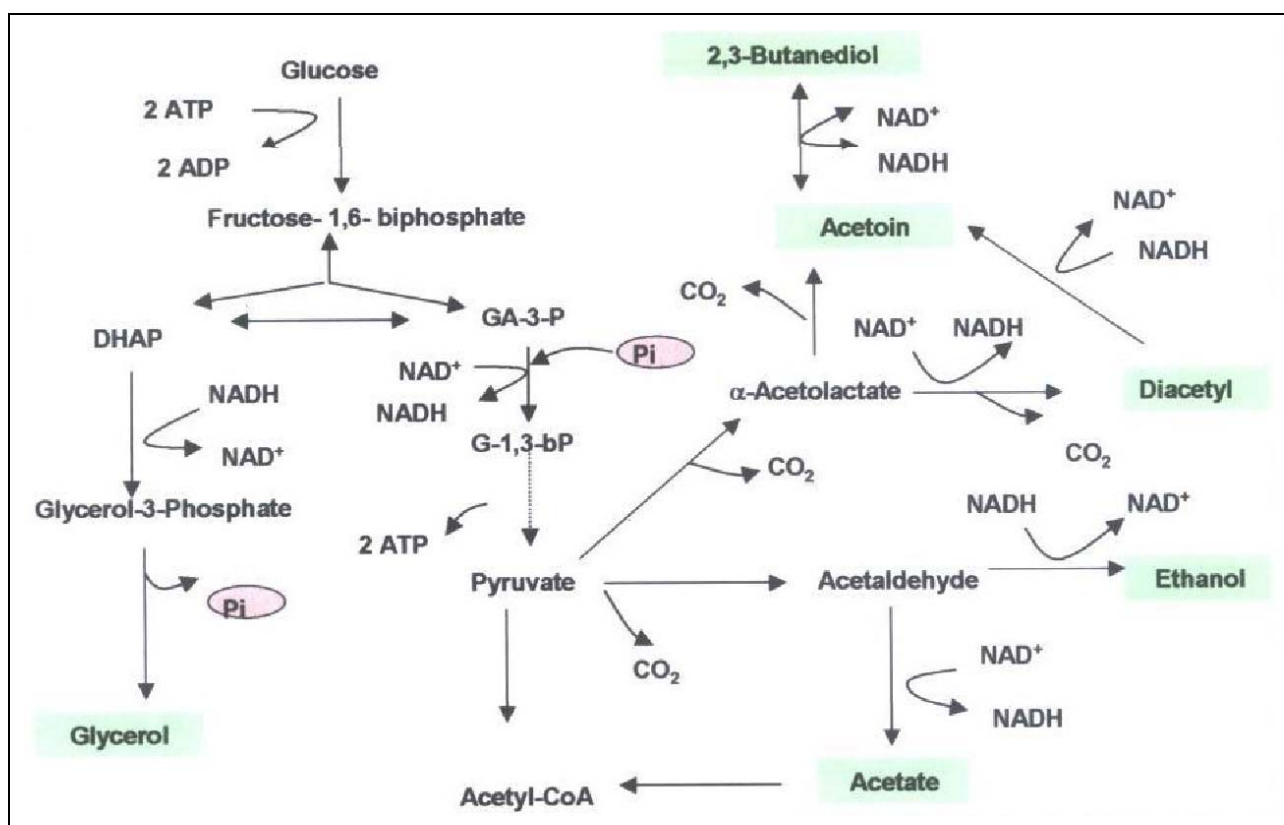 2,3-Butanediol
Glucose
2 ATP
NAD⁺
2 ADP
NADH
Fructose- 1,6- biphosphate
Acetoin
NAD⁺
NADH
CO₂
DHAP
GA-3-P
Pi
NAD⁺
NADH
NAD⁺
NADH
NADH
α-Acetolactate
Diacetyl
NAD⁺
G-1,3-bP
CO₂
CO₂
Glycerol-3-Phosphate
NADH
NAD⁺
2 ATP
Pyruvate
Acetaldehyde
Ethanol
Pi
CO₂
NAD⁺
NADH
Glycerol
Acetyl-CoA
Acetate